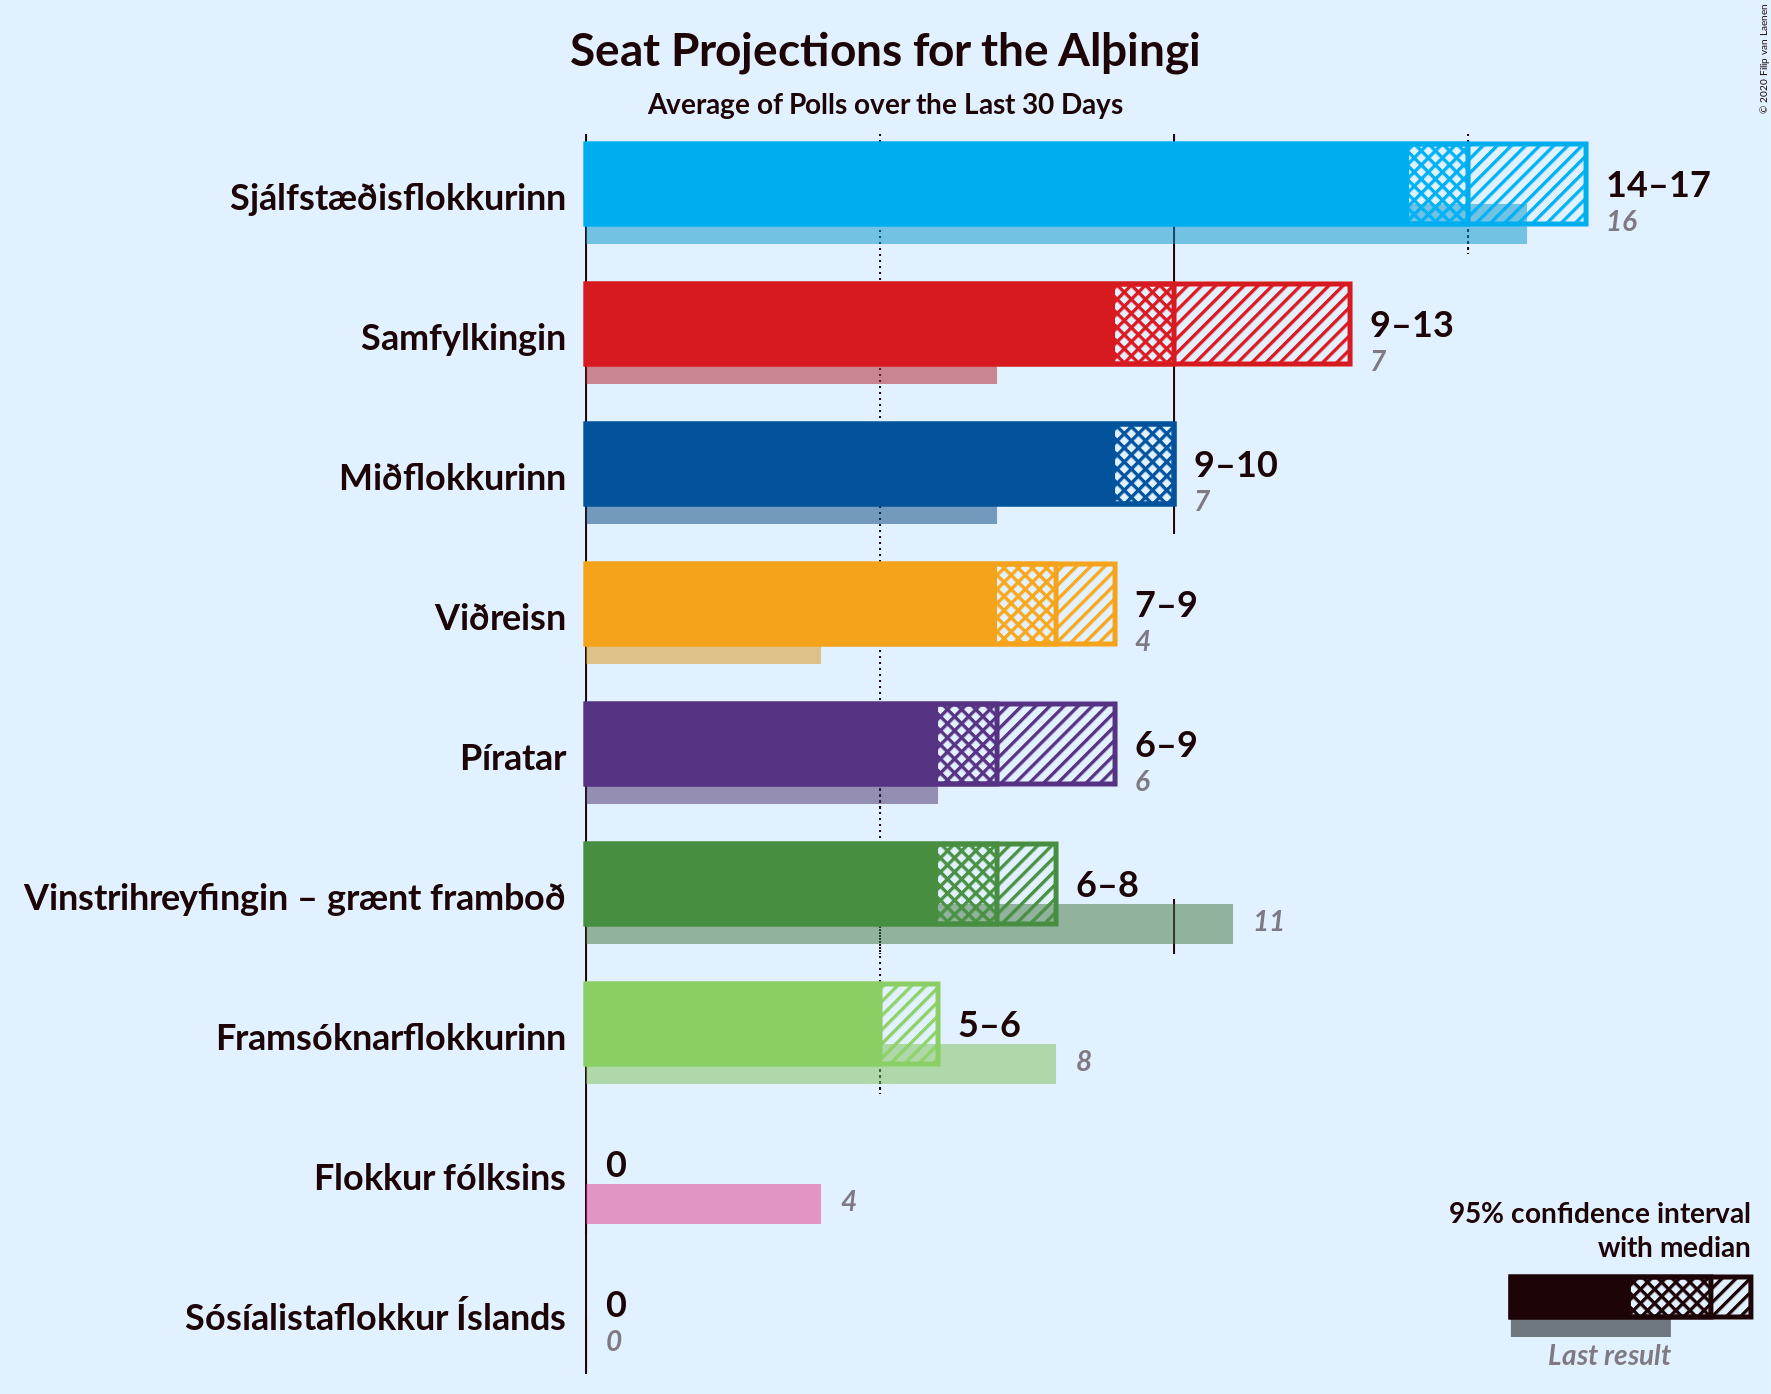 Seat Projections for the Alþingi
Average of Polls over the Last 30 Days
© 2020 Filip van Laenen
Sjálfstæðisflokkurinn
14–17
16
Samfylkingin
9–13
7
Miðflokkurinn
9–10
7
Viðreisn
7–9
4
Píratar
6–9
6
Vinstrihreyfingin – grænt framboð
6–8
11
Framsóknarflokkurinn
5–6
8
Flokkur fólksins
0
4
Sósíalistaflokkur Íslands
0
0
95% confidence interval
with median
Last result